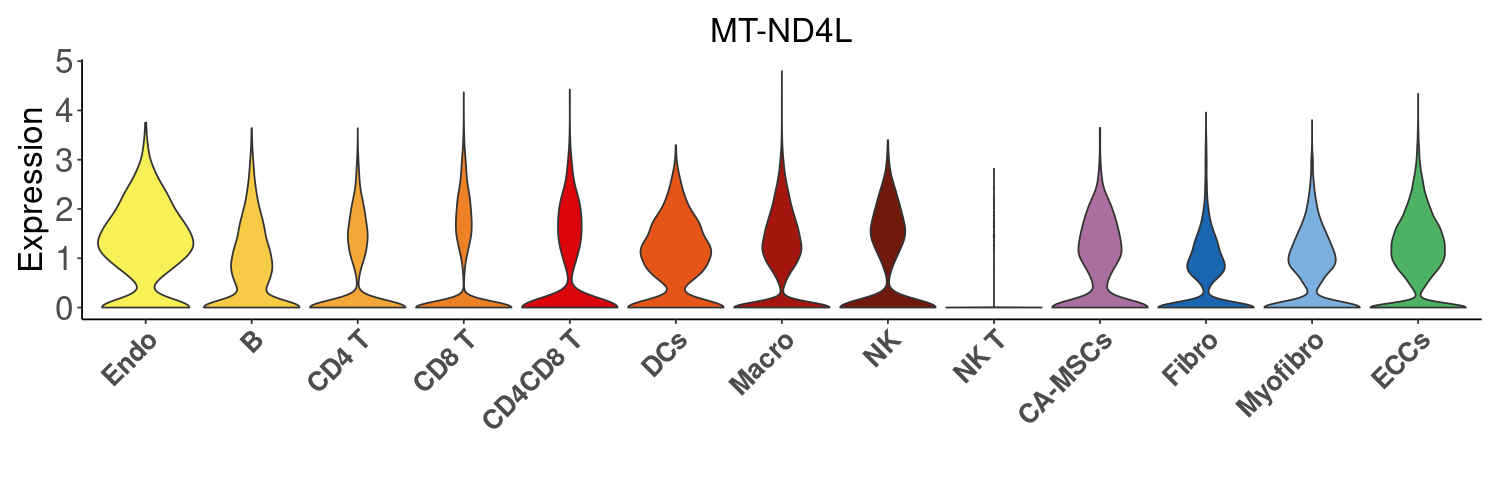 MT-ND4L
Expression
5
4
3
2
1
0
Endo
B
CD4 T
CD8 T
CD4CD8 T
DCs
Macro
NK
NK T
CA-MSCs
Fibro
Myofibro
ECCs